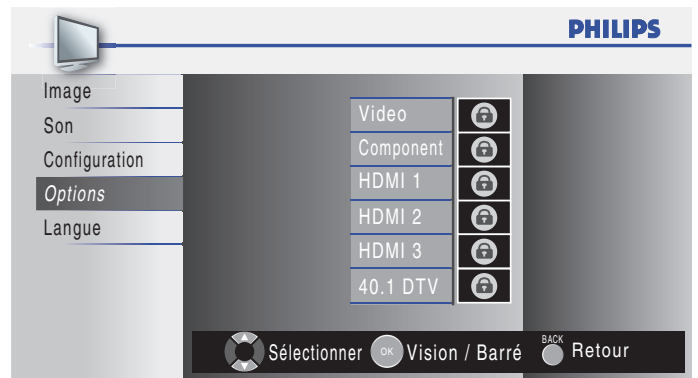 PHILIPS
Image
Son
Configuration
Options
Langue
Video
Component
HDMI 1
HDMI 2
HDMI 3
40.1 DTV
Sélectionner OK Vision / Barré BACK Retour